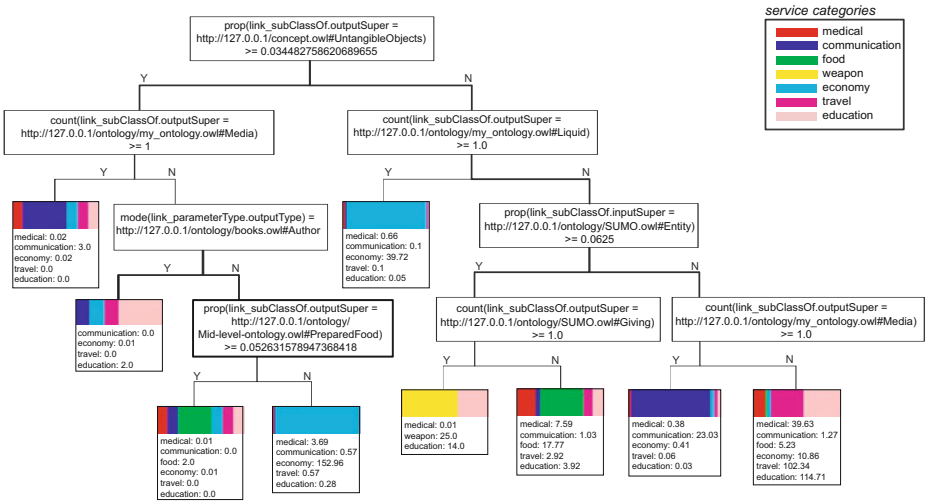 service categories
medical
communication
food
weapon
economy
travel
education
prop(link_subClassOf.outputSuper =
http://127.0.0.1/concept.owl#UntangibleObjects)
>= 0.034482758620689655
Y
N
count(link_subClassOf.outputSuper =
http://127.0.0.1/ontology/my_ontology.owl#Media)
>= 1
count(link_subClassOf.outputSuper =
http://127.0.0.1/ontology/my_ontology.owl#Liquid)
>= 1.0
Y
N
Y
N
medical: 0.02
communication: 3.0
economy: 0.02
travel: 0.0
education: 0.0
mode(link_parameterType.outputType) =
http://127.0.0.1/ontology/books.owl#Author
medical: 0.66
commuication: 0.1
economy: 39.72
travel: 0.1
education: 0.05
prop(link_subClassOf.inputSuper =
http://127.0.0.1/ontology/SUMO.owl#Entity)
>= 0.0625
Y
N
Y
N
communication: 0.0
economy: 0.01
travel: 0.0
education: 2.0
prop(link_subClassOf.outputSuper =
http://127.0.0.1/ontology/
Mid-level-ontology.owl#PreparedFood)
>= 0.052631578947368418
count(link_subClassOf.outputSuper =
http://127.0.0.1/ontology/SUMO.owl#Giving)
>= 1.0
count(link_subClassOf.outputSuper =
http://127.0.0.1/ontology/my_ontology.owl#Media)
>= 1.0
Y
N
Y
N
Y
N
medical: 0.01
communication: 0.0
food: 2.0
economy: 0.01
travel: 0.0
education: 0.0
medical: 3.69
commuication: 0.57
economy: 152.96
travel: 0.57
education: 0.28
medical: 0.01
weapon: 25.0
education: 14.0
medical: 7.59
commuication: 1.03
food: 17.77
travel: 2.92
education: 3.92
medical: 0.38
commuication: 23.03
economy: 0.41
travel: 0.06
education: 0.03
medical: 39.63
commuication: 1.27
food: 5.23
economy: 10.86
travel: 102.34
education: 114.71